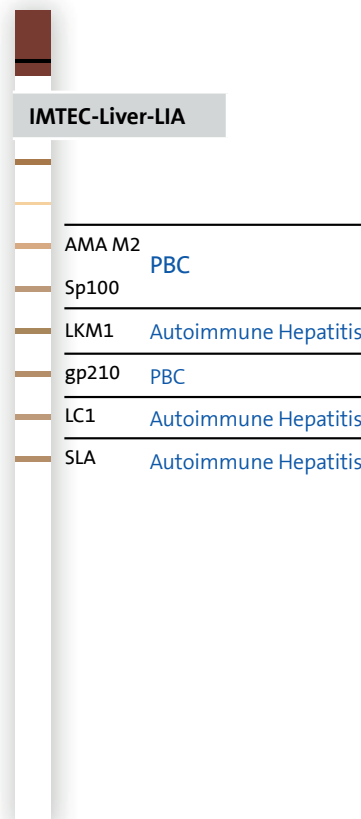 IMTEC-Liver-LIA
AMA M2
PBC
Sp100
LKM1 Autoimmune Hepatitis
gp210 PBC
LC1 Autoimmune Hepatitis
SLA Autoimmune Hepatitis